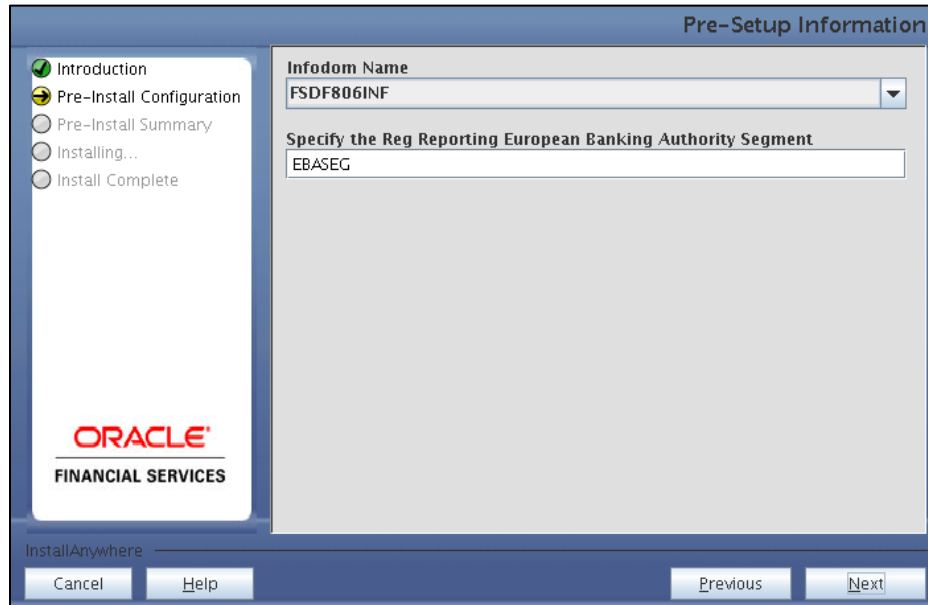 Pre-Setup Information
Introduction
Pre-Install Configuration
Pre-Install Summary
Installing...
Install Complete
Infodom Name
FSDF806INF
Specify the Reg Reporting European Banking Authority Segment
EBASEG
ORACLE
FINANCIAL SERVICES
InstallAnywhere
Cancel
Help
Previous
Next